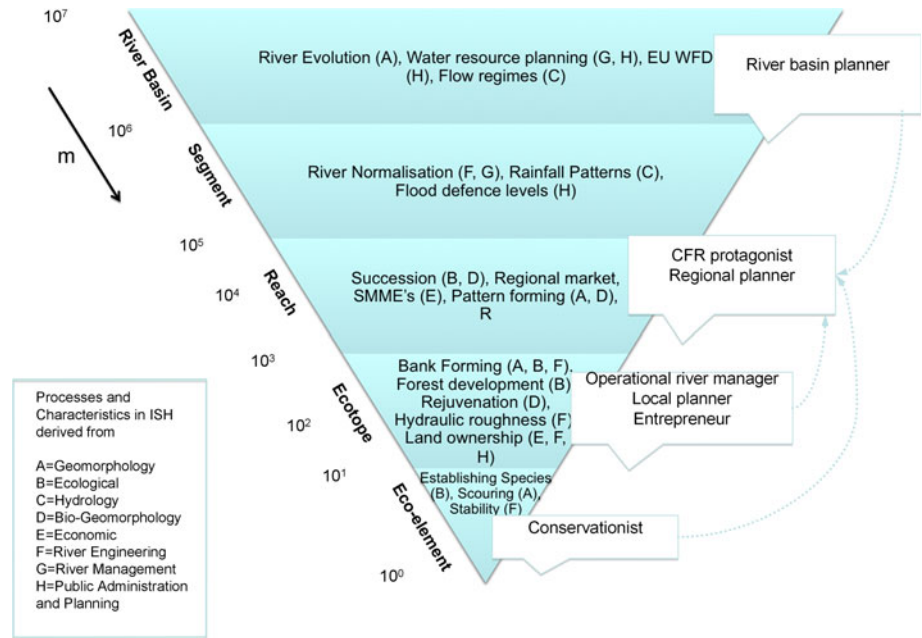 10⁷
River Basin
River Evolution (A), Water resource planning (G, H), EU WFD
(H), Flow regimes (C)
River basin planner
m
10⁶
Segment
River Normalisation (F, G), Rainfall Patterns (C),
Flood defence levels (H)
10⁵
Reach
10⁴
Succession (B, D), Regional market,
SMME's (E), Pattern forming (A, D),
R
CFR protagonist
Regional planner
10³
Ecotope
10²
Bank Forming (A, B, F),
Forest development (B)
Rejuvenation (D),
Hydraulic roughness (F)
Land ownership (E, F,
H)
Operational river manager
Local planner
Entrepreneur
10¹
Eco-element
Establishing Species
(B), Scouring (A),
Stability (F)
Conservationist
10⁰
Processes and
Characteristics in ISH
derived from
A=Geomorphology
B=Ecological
C=Hydrology
D=Bio-Geomorphology
E=Economic
F=River Engineering
G=River Management
H=Public Administration
and Planning